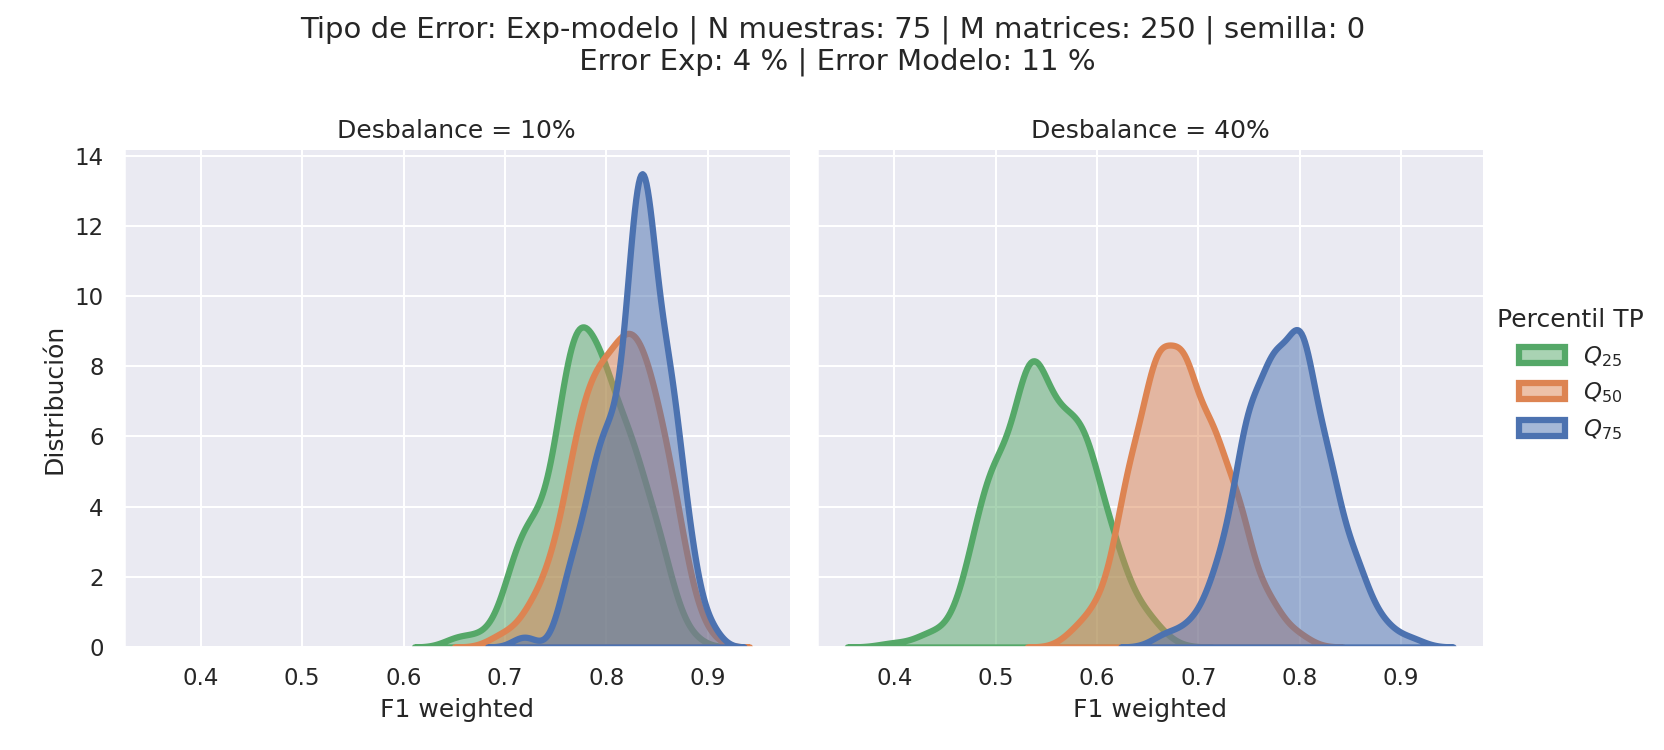 Tipo de Error: Exp-modelo | N muestras: 75 | M matrices: 250 | semilla: 0
Error Exp: 4 % | Error Modelo: 11 %
Desbalance = 10%
Desbalance = 40%
14
12
10
8
6
4
2
0
Distribución
0.4 0.5 0.6 0.7 0.8 0.9
F1 weighted
0.4 0.5 0.6 0.7 0.8 0.9
F1 weighted
Percentil TP
Q25
Q50
Q75